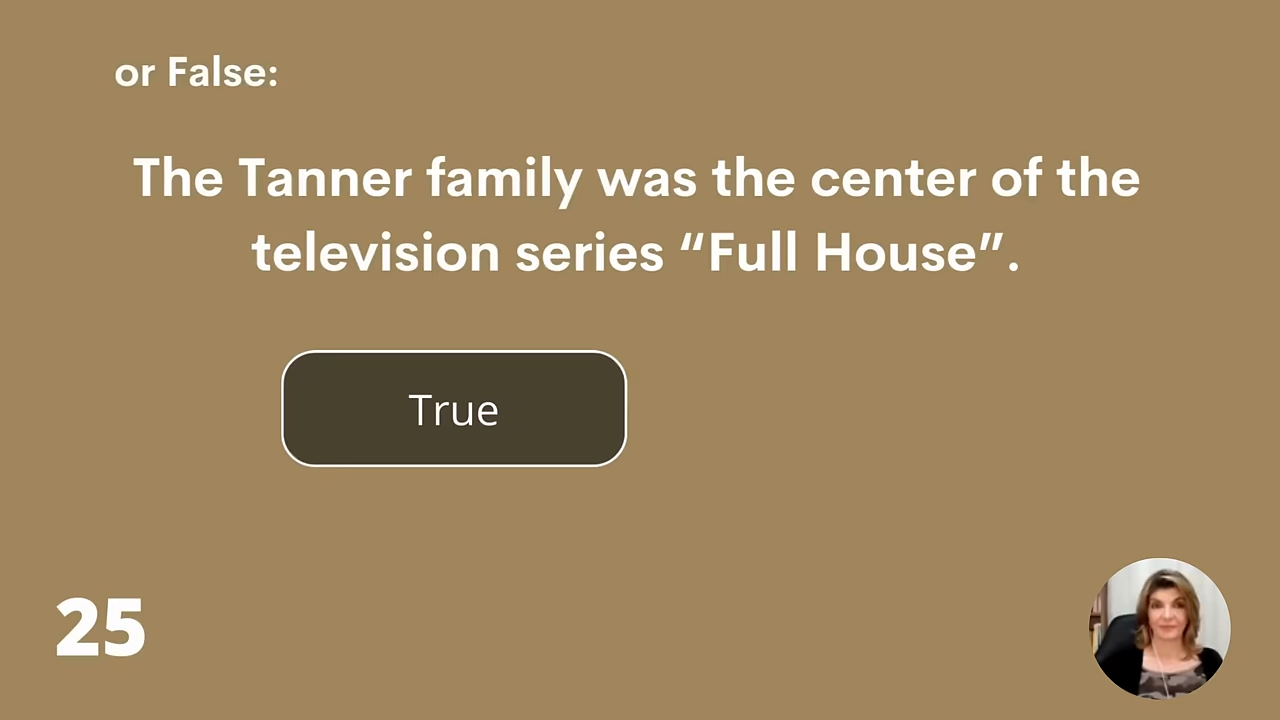 or False:
The Tanner family was the center of the
television series “Full House”.
True
25